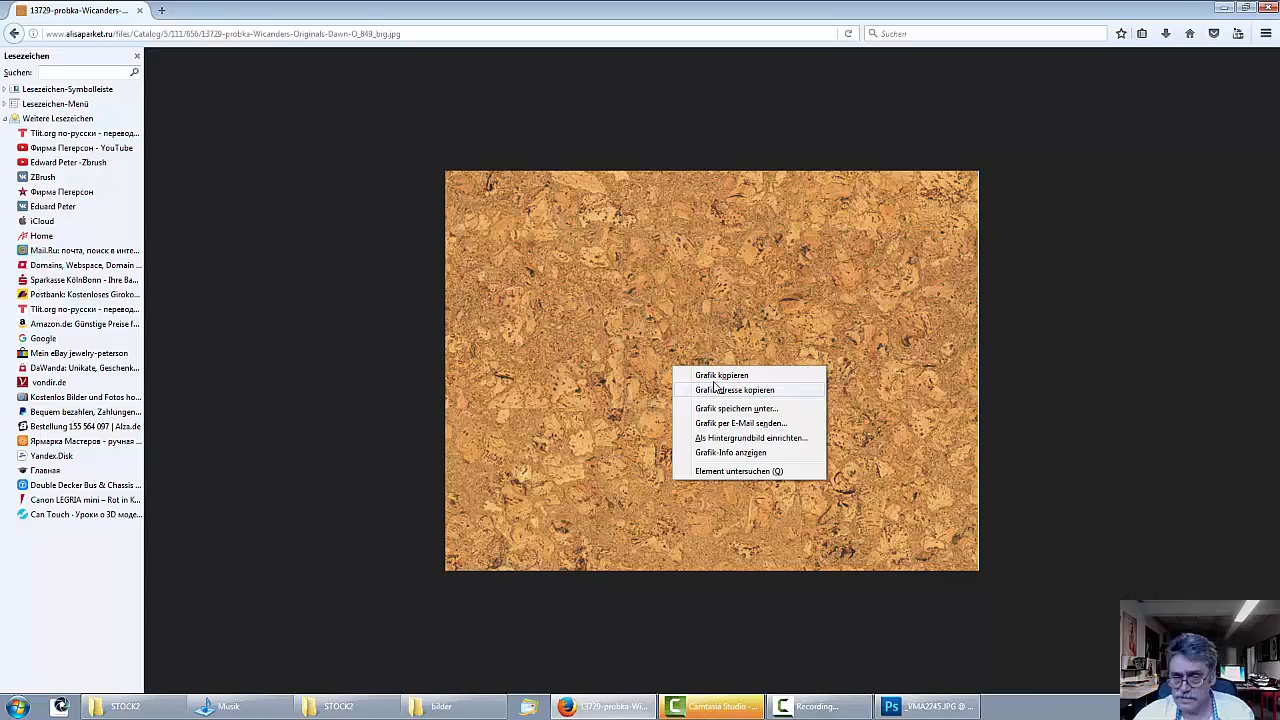 13729-probka-Wicanders-...
www.alisaparket.ru/files/Catalog/5/111/656/13729-probka-Wicanders-Originals-Dawn-O_849_big.jpg
Suchen
Lesezeichen
Suchen:
Lesezeichen-Symbolleiste
Lesezeichen-Menü
Weitere Lesezeichen
Tlit.org по-русски - перевод...
Фирма Петерсон - YouTube
Edward Peter -Zbrush
ZBrush
Фирма Петерсон
Eduard Peter
iCloud
Home
Mail.Ru: почта, поиск в инте...
Domains, Webspace, Domain ...
Sparkasse KölnBonn - Ihre Ba...
Postbank: Kostenloses Giroko...
Tlit.org по-русски - перевод...
Amazon.de: Günstige Preise f...
Google
Mein eBay jewelry-peterson
DaWanda: Unikate, Geschenk...
vondir.de
Kostenlos Bilder und Fotos ho...
Bequem bezahlen, Zahlungen...
Bestellung 155 564 097 | Alza.de
Ярмарка Мастеров - ручная ...
Yandex.Disk
Главная
Double Decker Bus & Chassis ...
Canon LEGRIA mini – Rot in K...
Can Touch · Уроки о 3D моде...
Grafik kopieren
Grafikadresse kopieren
Grafik speichern unter...
Grafik per E-Mail senden...
Als Hintergrundbild einrichten...
Grafik-Info anzeigen
Element untersuchen (Q)
STOCK2
Musik
STOCK2
bilder
13729-probka-Wi...
Camtasia Studio -...
Recording...
Ps _VMA2245.JPG @ ...